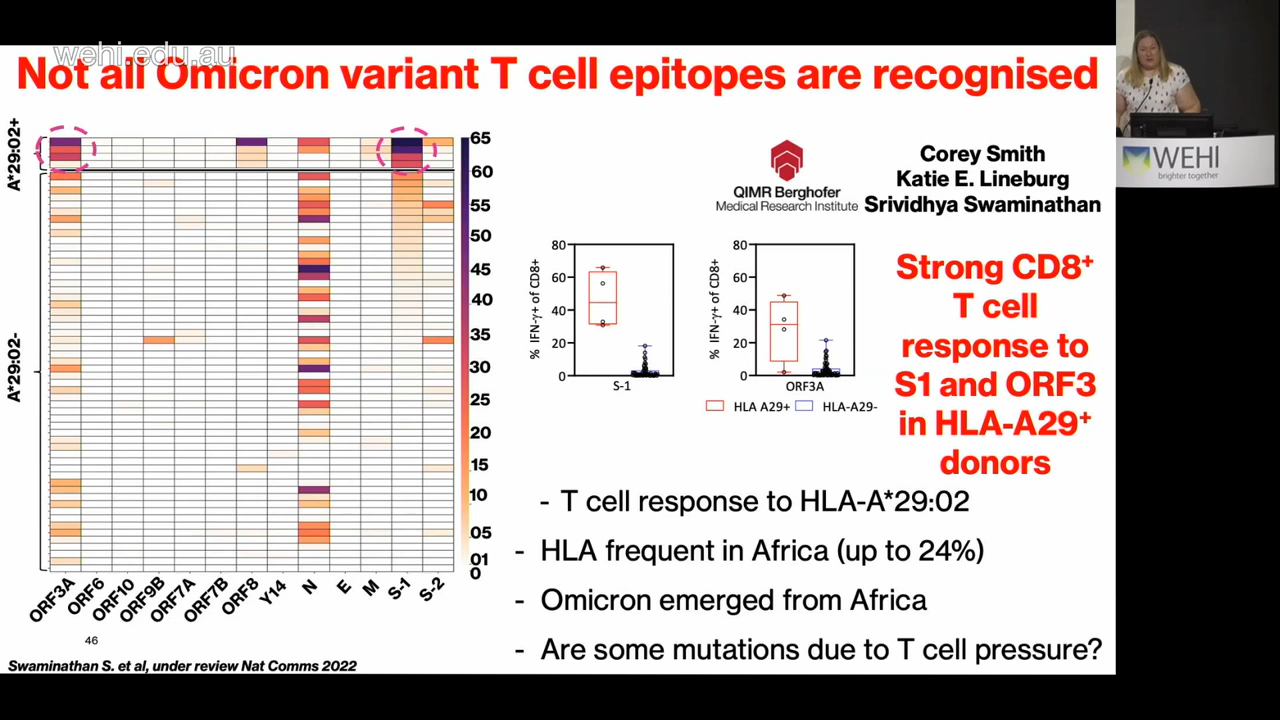 wehi.edu.au
Not all Omicron variant T cell epitopes are recognised
A*29:02+
A*29:02-
65
60
55
50
45
40
35
30
25
20
15
10
05
01
0
ORF3A
ORF6
ORF10
ORF9B
ORF7A
ORF7B
ORF8
Y14
N
E
M
S-1
S-2
46
Swaminathan S. et al, under review Nat Comms 2022
QIMR Berghofer
Medical Research Institute
Corey Smith
Katie E. Lineburg
Srividhya Swaminathan
% IFN-γ+ of CD8+
80
60
40
20
0
S-1
% IFN-γ+ of CD8+
80
60
40
20
0
ORF3A
HLA A29+
HLA-A29-
Strong CD8+
T cell
response to
S1 and ORF3
in HLA-A29+
donors
- T cell response to HLA-A*29:02
- HLA frequent in Africa (up to 24%)
- Omicron emerged from Africa
- Are some mutations due to T cell pressure?
WEHI
brighter together